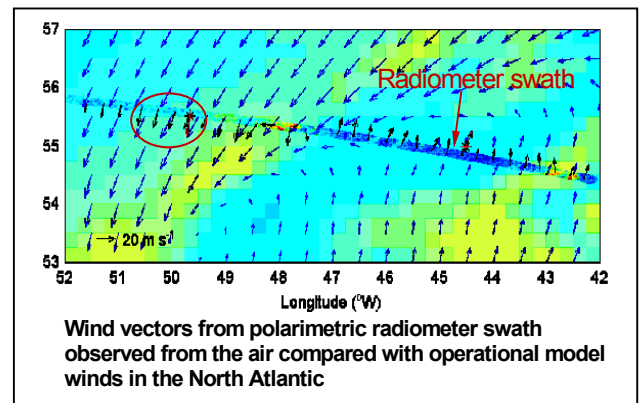 57
56
Radiometer swath
55
54
→ 20 m s⁻¹
53
52 51 50 49 48 47 46 45 44 43 42
Longitude (°W)
Wind vectors from polarimetric radiometer swath
observed from the air compared with operational model
winds in the North Atlantic